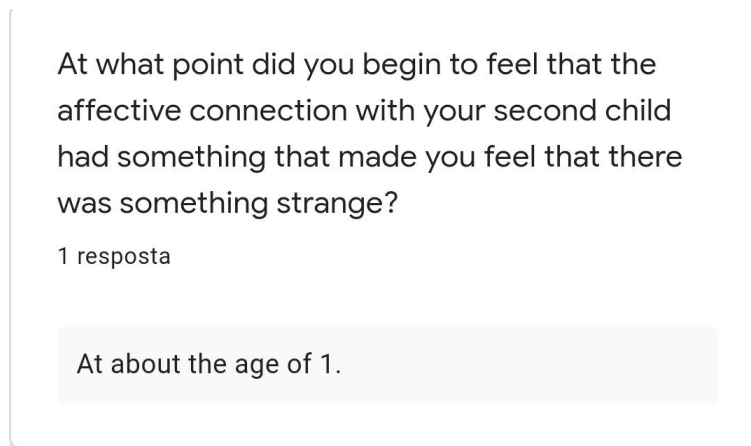 At what point did you begin to feel that the
affective connection with your second child
had something that made you feel that there
was something strange?
1 resposta
At about the age of 1.